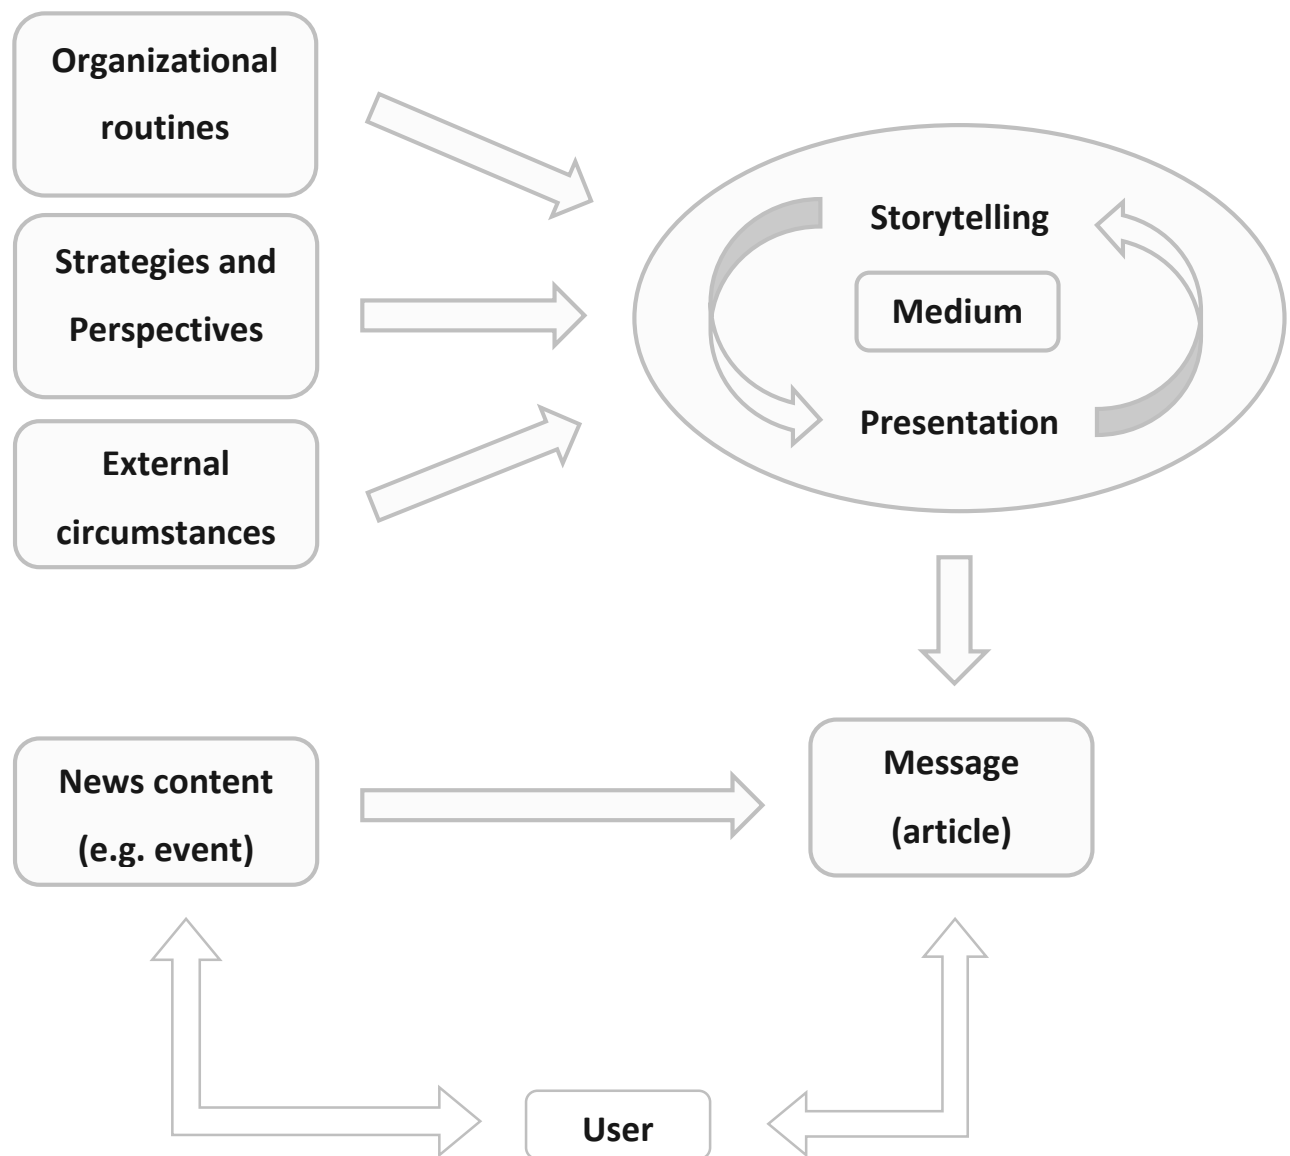 Organizational
routines
Strategies and
Perspectives
External
circumstances
Storytelling
Medium
Presentation
News content
(e.g. event)
Message
(article)
User